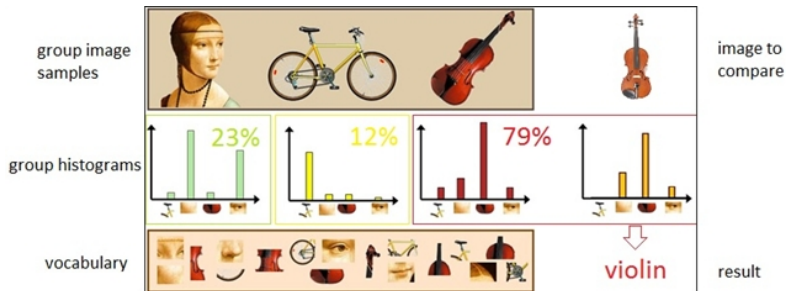 group image
samples
image to
compare
group histograms
23%
12%
79%
vocabulary
violin
result